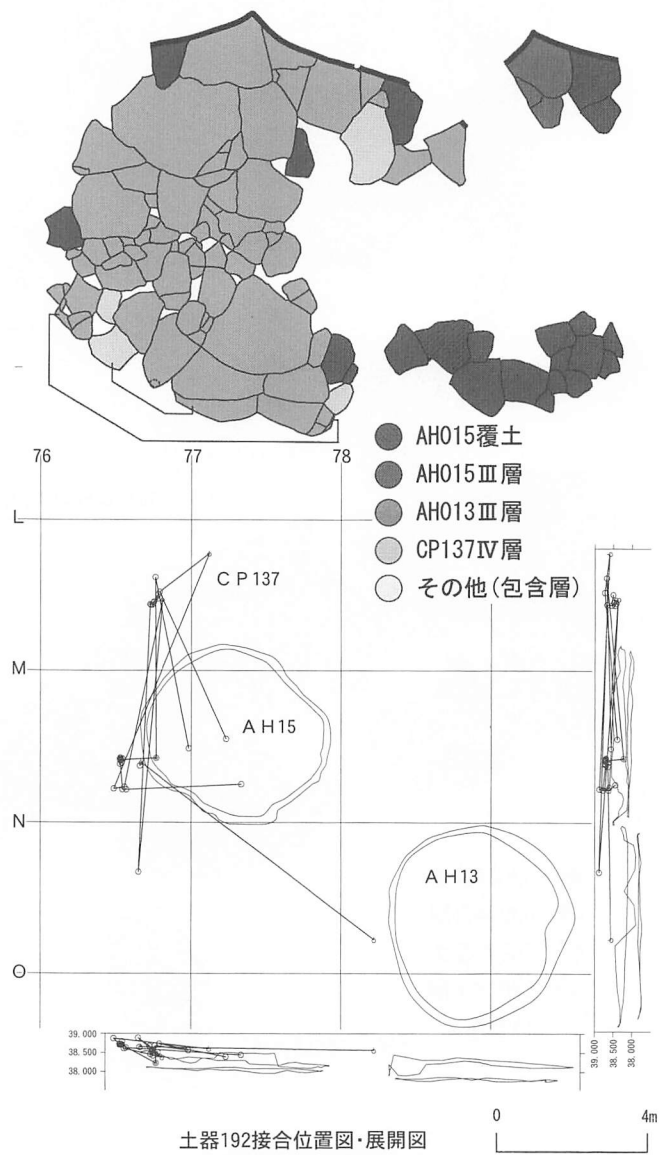 AH015覆土
AH015Ⅲ層
AH013Ⅲ層
CP137Ⅳ層
その他(包含層)
76 77 78
L
CP137
M
AH15
N
AH13
O
39.000
38.500
38.000
39.000
38.500
38.000
土器192接合位置図・展開図
0 4m